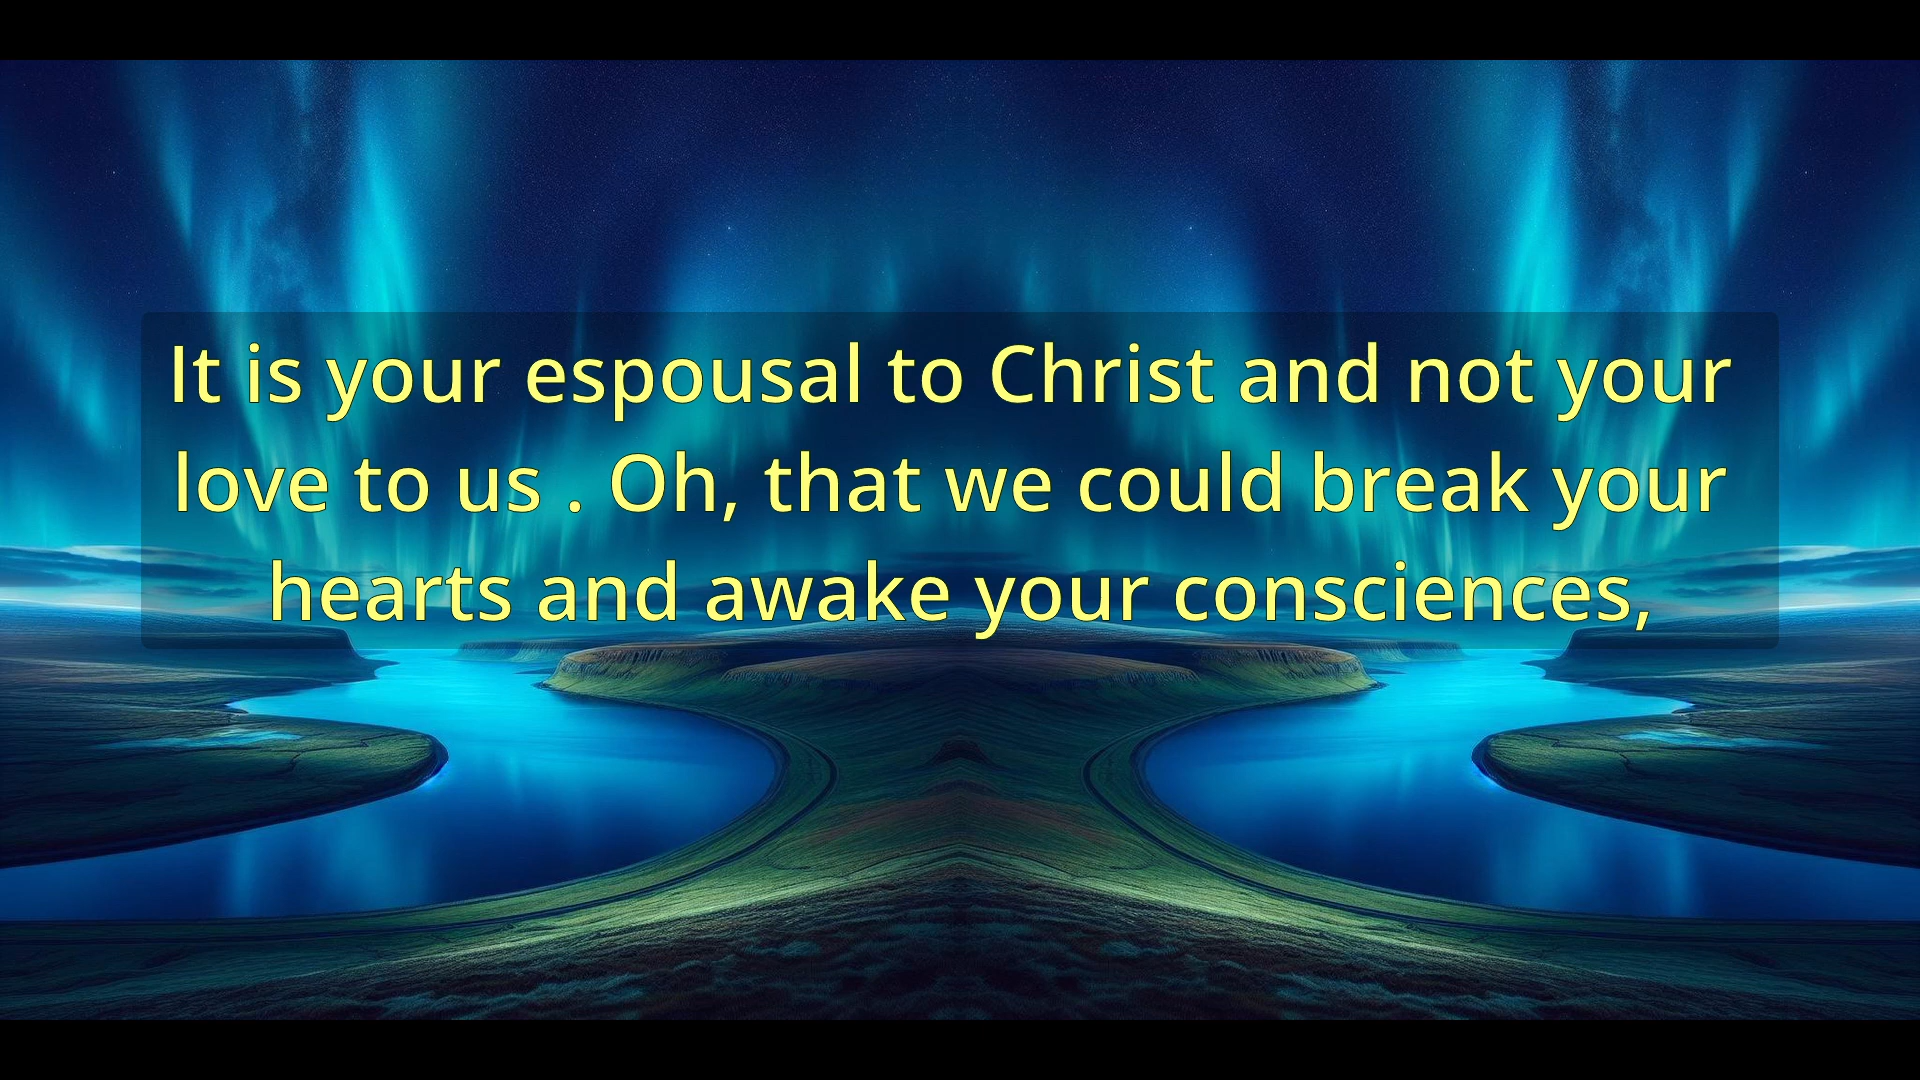 It is your espousal to Christ and not your
love to us . Oh, that we could break your
hearts and awake your consciences,